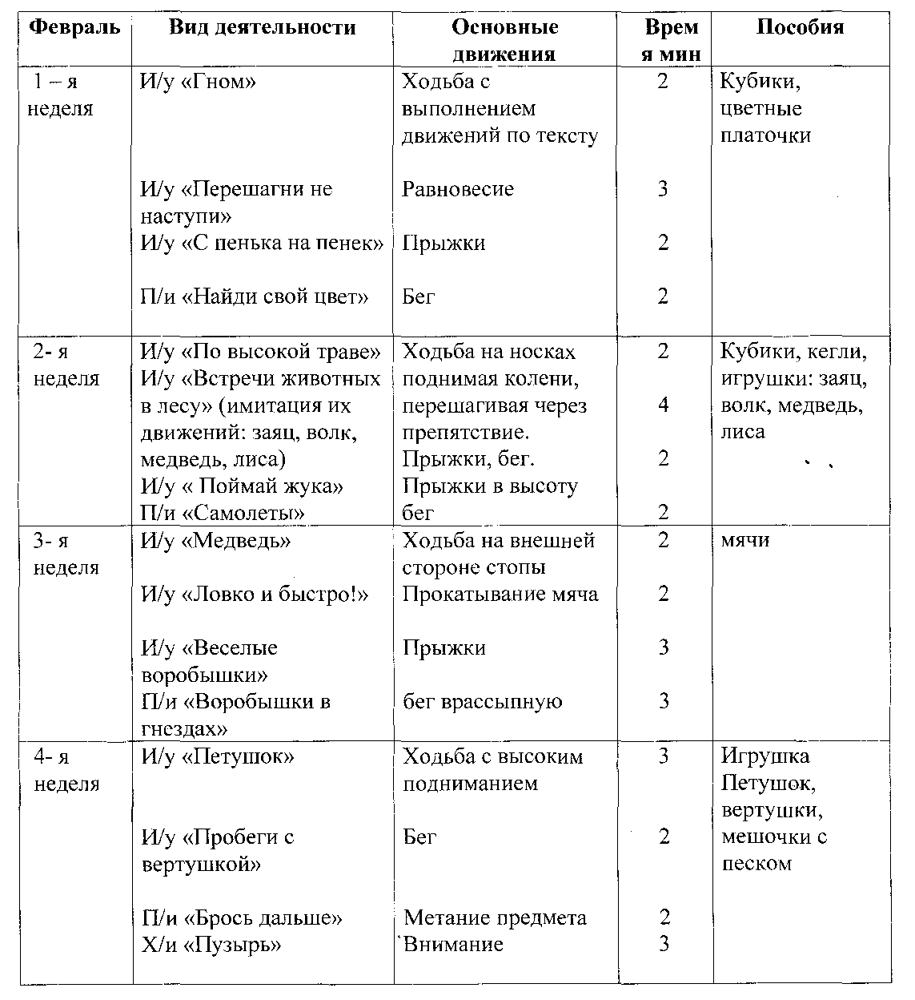 Февраль Вид деятельности Основные движения Врем я мин Пособия
1 – я неделя
И/у «Гном»
Ходьба с
выполнением
движений по тексту
2
Кубики,
цветные
платочки
И/у «Перешагни не
наступи»
Равновесие
3
И/у «С пенька на пенек»
Прыжки
2
П/и «Найди свой цвет»
Бег
2
2- я
неделя
И/у «По высокой траве»
И/у «Встречи животных
в лесу» (имитация их
движений: заяц, волк,
медведь, лиса)
И/у « Поймай жука»
П/и «Самолеты»
Ходьба на носках
поднимая колени,
перешагивая через
препятствие.
Прыжки, бег.
Прыжки в высоту
бег
2
4
2
2
Кубики, кегли,
игрушки: заяц,
волк, медведь,
лиса
3- я
неделя
И/у «Медведь»
Ходьба на внешней
стороне стопы
2
мячи
И/у «Ловко и быстро!»
Прокатывание мяча
2
И/у «Веселые
воробышки»
Прыжки
3
П/и «Воробышки в
гнездах»
бег врассыпную
3
4- я
неделя
И/у «Петушок»
Ходьба с высоким
подниманием
3
Игрушка
Петушок,
вертушки,
мешочки с
песком
И/у «Пробеги с
вертушкой»
Бег
2
П/и «Брось дальше»
Метание предмета
2
Х/и «Пузырь»
Внимание
3